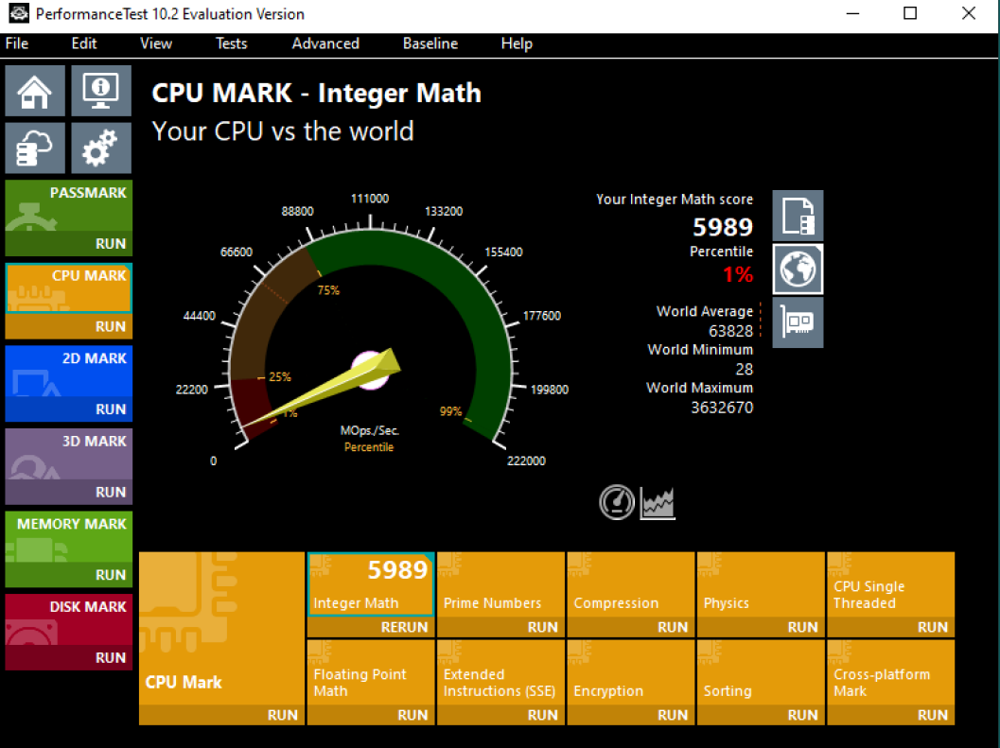 PerformanceTest 10.2 Evaluation Version
File Edit View Tests Advanced Baseline Help
CPU MARK - Integer Math
Your CPU vs the world
PASSMARK
RUN
CPU MARK
RUN
2D MARK
RUN
3D MARK
RUN
MEMORY MARK
RUN
DISK MARK
RUN
0
22200
44400
66600
88800
111000
133200
155400
177600
199800
222000
1%
25%
75%
99%
MOps./Sec.
Percentile
Your Integer Math score
5989
Percentile
1%
World Average
63828
World Minimum
28
World Maximum
3632670
CPU Mark
RUN
5989
Integer Math
RERUN
Prime Numbers
RUN
Compression
RUN
Physics
RUN
CPU Single
Threaded
RUN
Floating Point
Math
RUN
Extended
Instructions (SSE)
RUN
Encryption
RUN
Sorting
RUN
Cross-platform
Mark
RUN